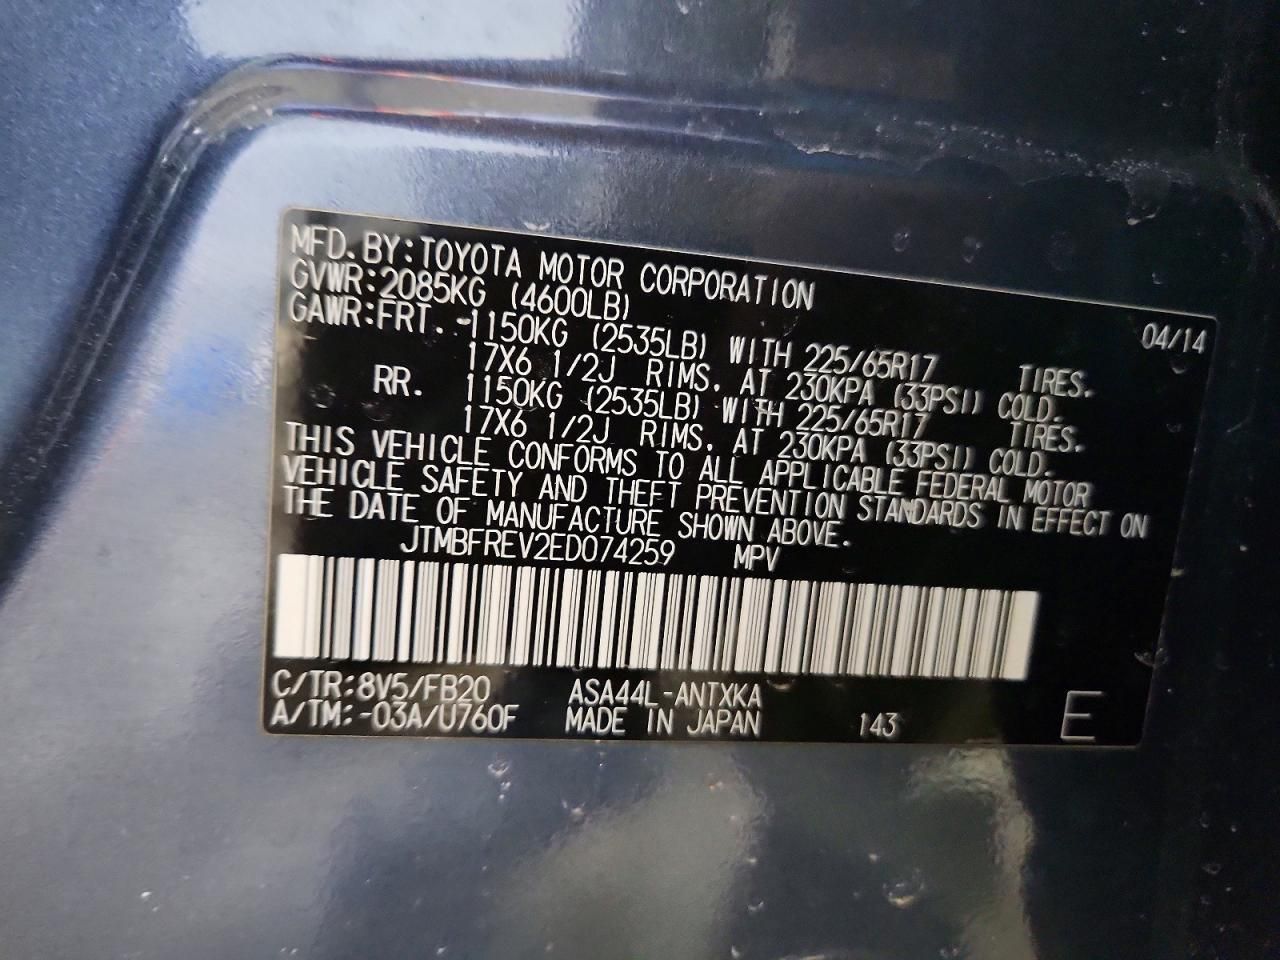 MFD. BY: TOYOTA MOTOR CORPORATION 04/14
GVWR: 2085KG (4600LB)
GAWR: FRT. 1150KG (2535LB) WITH 225/65R17 TIRES.
17X6 1/2J RIMS. AT 230KPA (33PSI) COLD.
RR. 1150KG (2535LB) WITH 225/65R17 TIRES.
17X6 1/2J RIMS. AT 230KPA (33PSI) COLD.
THIS VEHICLE CONFORMS TO ALL APPLICABLE FEDERAL MOTOR
VEHICLE SAFETY AND THEFT PREVENTION STANDARDS IN EFFECT ON
THE DATE OF MANUFACTURE SHOWN ABOVE.
JTMBFREV2ED074259 MPV
C/TR: 8V5/FB20 ASA44L-ANTXKA
A/TM: -03A/U760F MADE IN JAPAN 143 E